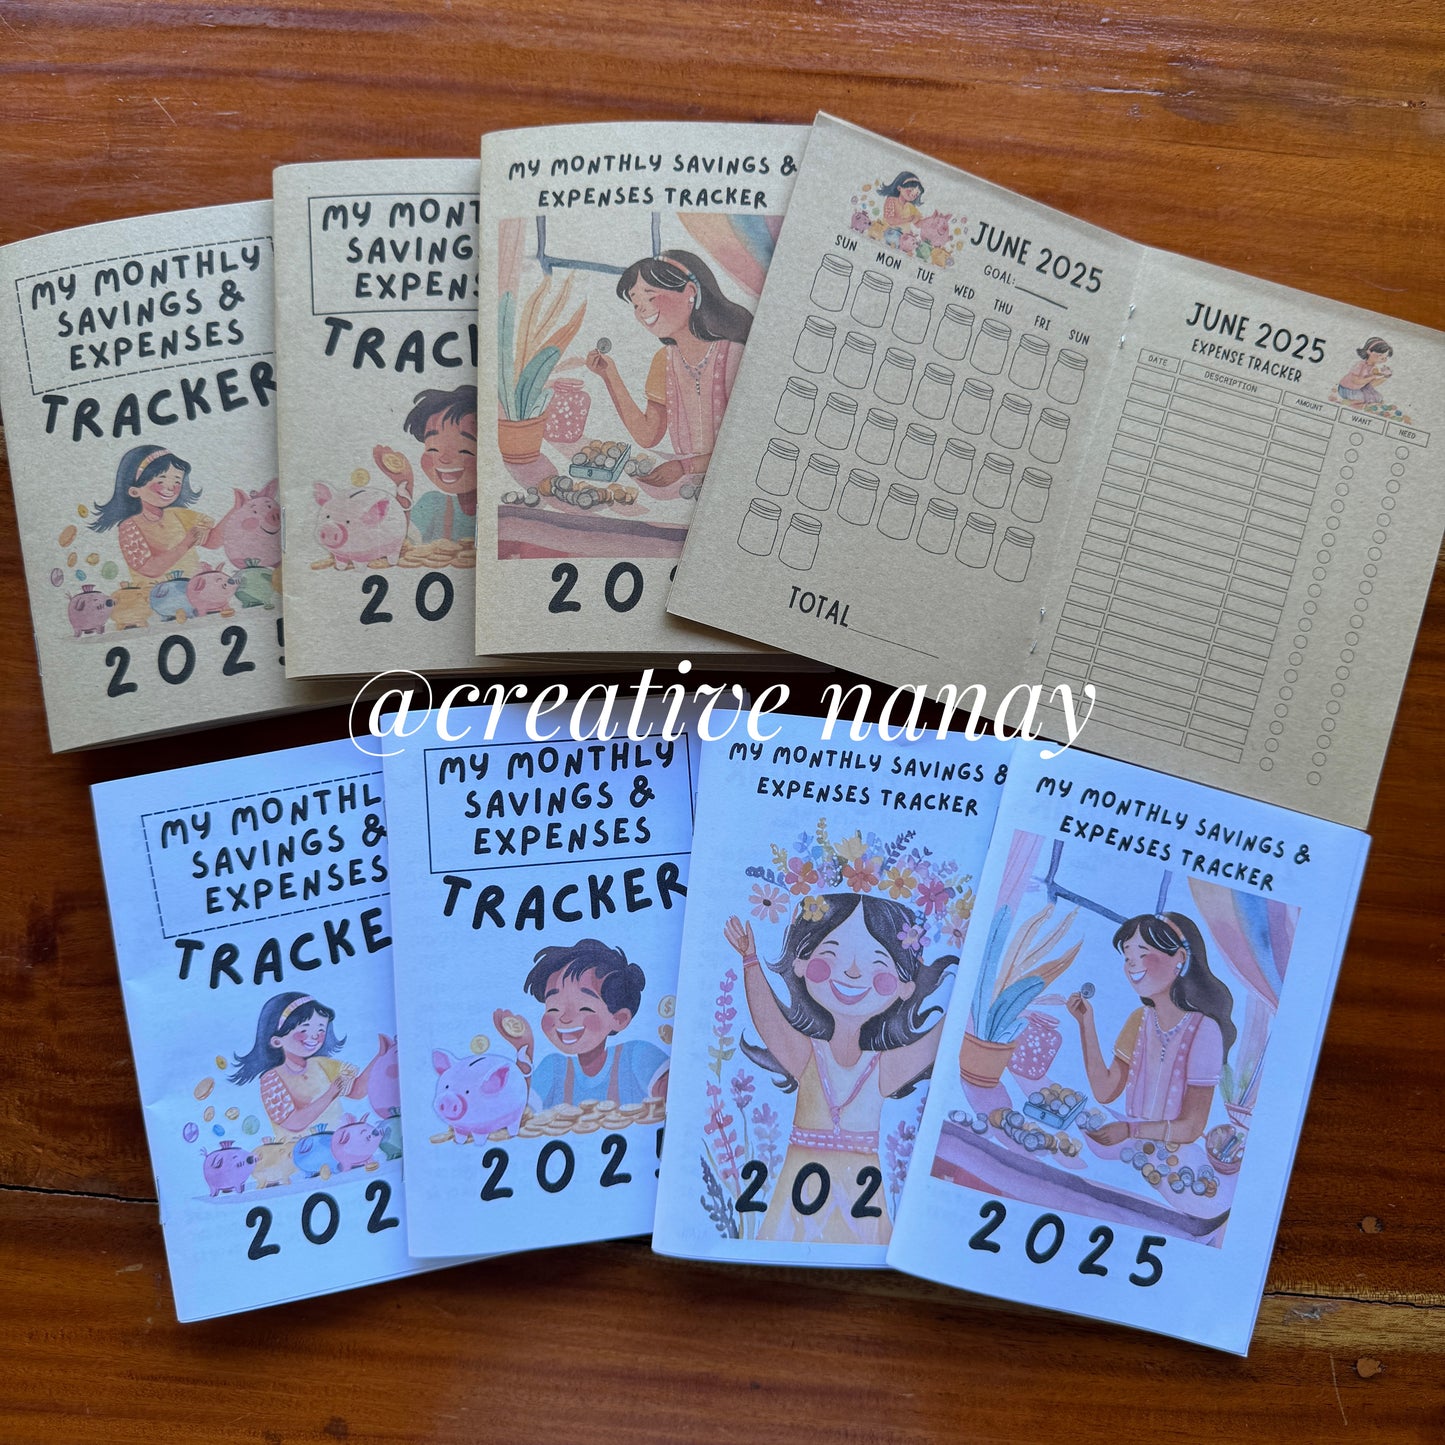 MY MONTHLY
SAVINGS &
EXPENSES
TRACKER
2025
MY MONT
SAVING
EXPENS
TRACK
20
MY MONTHLY SAVINGS &
EXPENSES TRACKER
202
JUNE 2025
GOAL:
SUN MON TUE WED THU FRI SUN
TOTAL
JUNE 2025
EXPENSE TRACKER
DATE DESCRIPTION AMOUNT WANT NEED
@creative nanay
MY MONTHL
SAVINGS &
EXPENSES
TRACKE
202
MY MONTHLY
SAVINGS &
EXPENSES
TRACKER
2025
MY MONTHLY SAVINGS &
EXPENSES TRACKER
202
MY MONTHLY SAVINGS &
EXPENSES TRACKER
2025